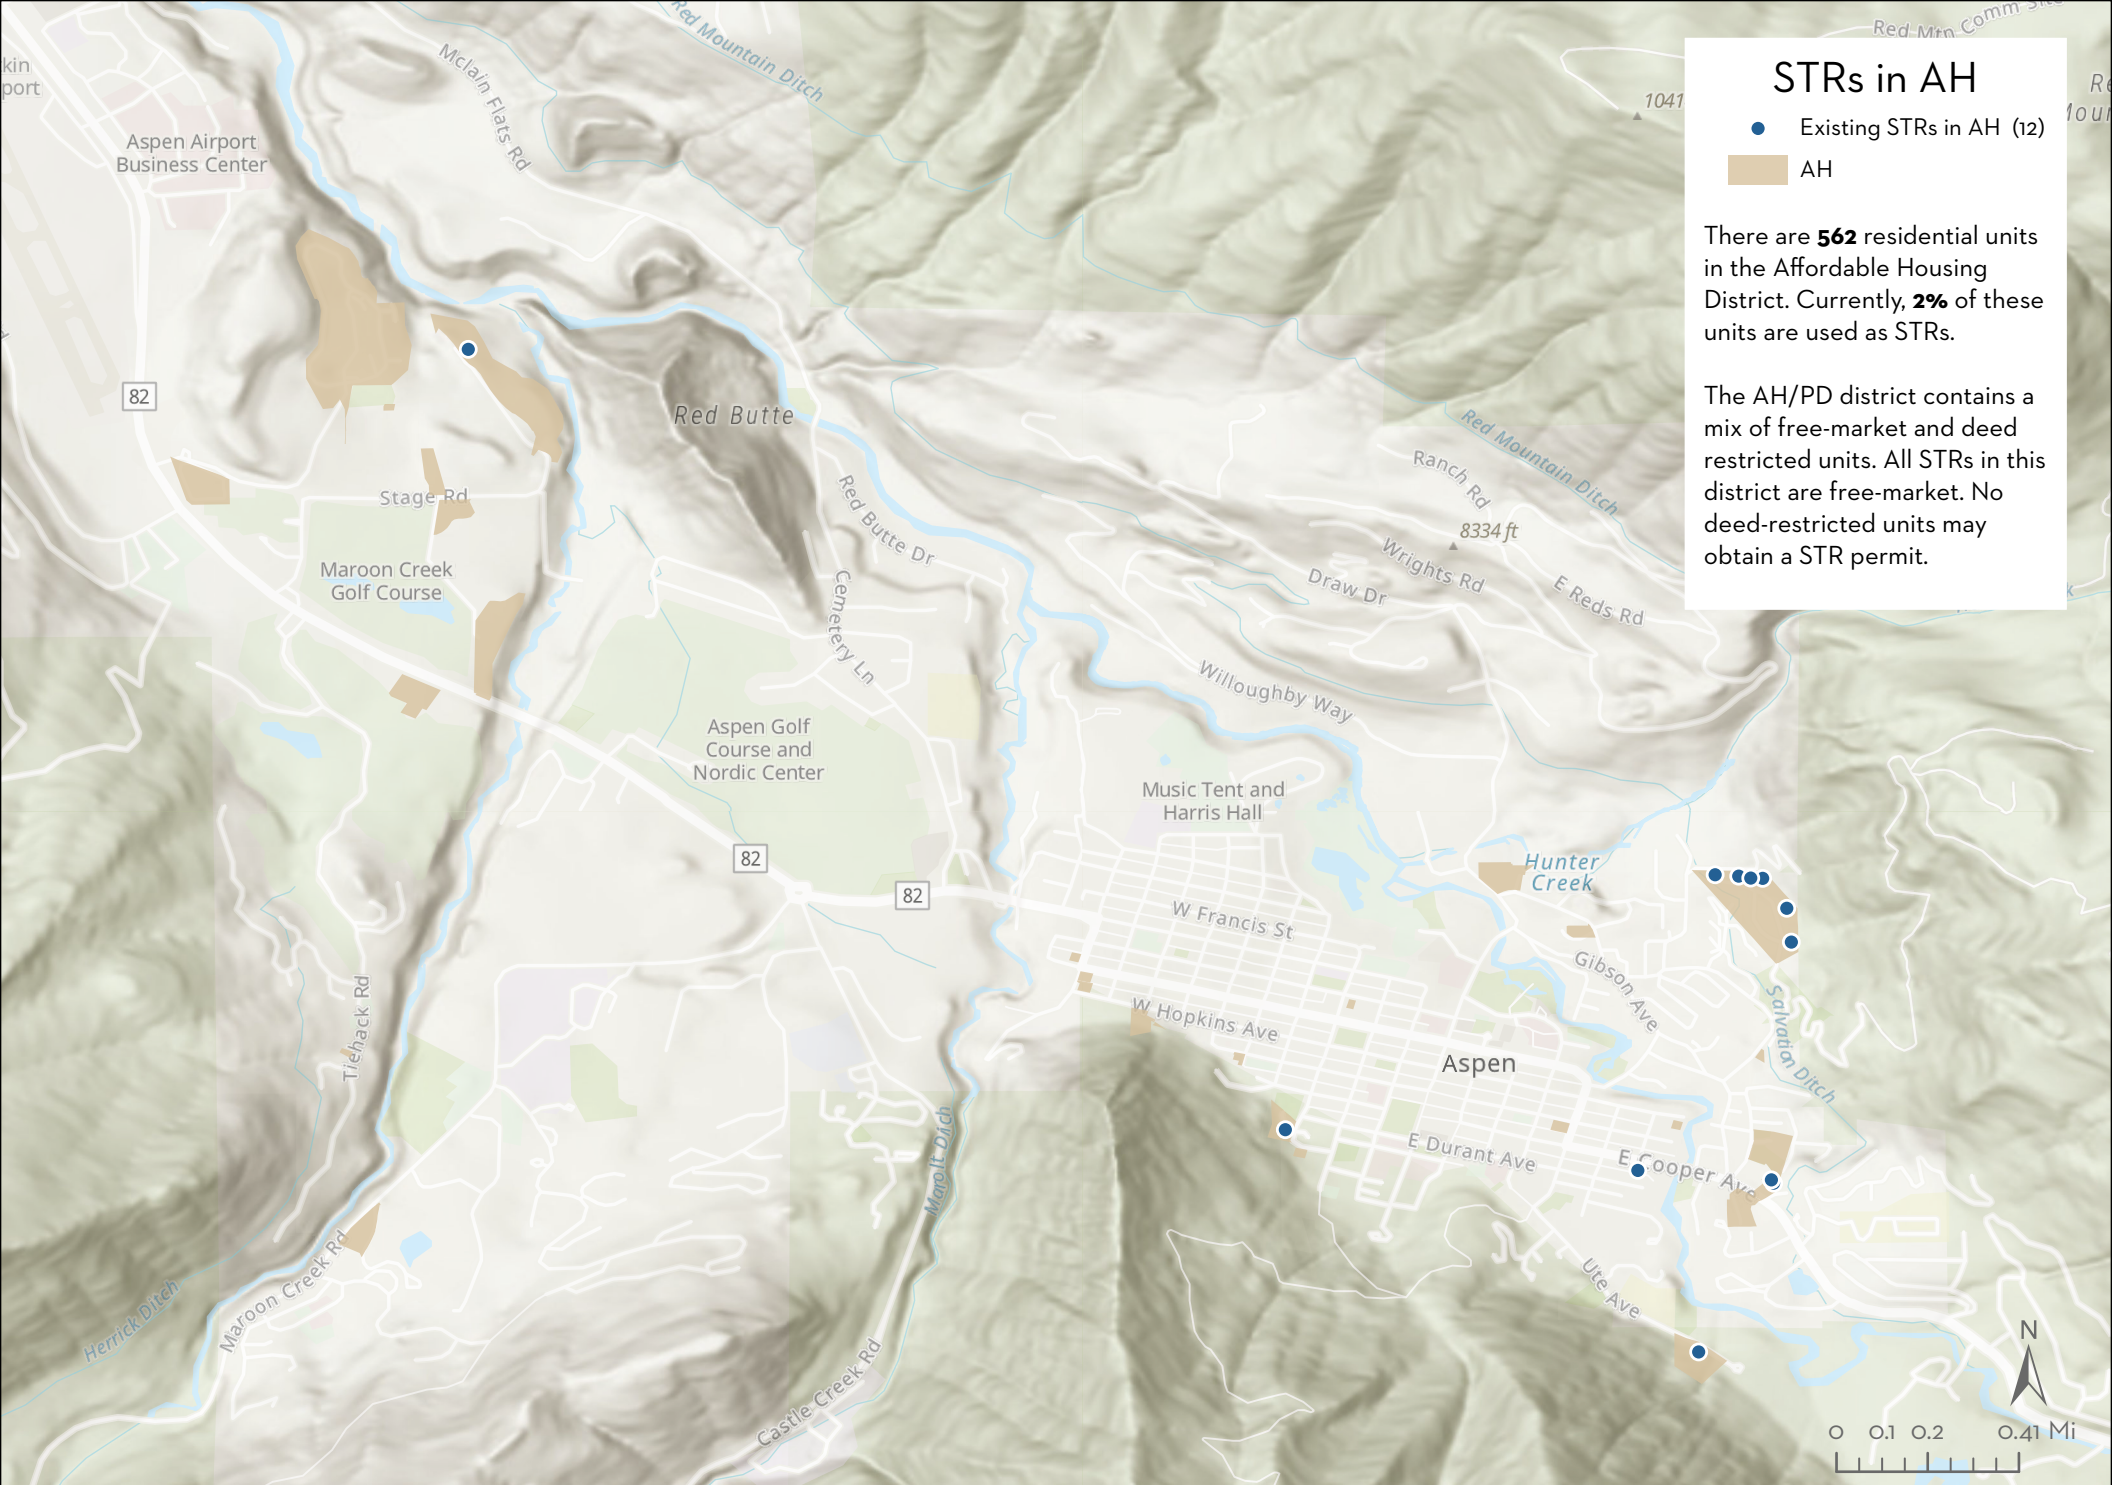 Red Mtn Comm Site
Red Mountain Ditch
Mclain Flats Rd
kin
port
Aspen Airport
Business Center
1041
82
Red Butte
Stage Rd
Maroon Creek
Golf Course
Red Butte Dr
Cemetery Ln
Ranch Rd
Red Mountain Ditch
8334 ft
Wrights Rd
Draw Dr
E Reds Rd
Willoughby Way
Aspen Golf
Course and
Nordic Center
Music Tent and
Harris Hall
82
82
Hunter
Creek
W Francis St
Gibson Ave
W Hopkins Ave
Salvation Ditch
Aspen
Tiehack Rd
Marolt Ditch
E Durant Ave
E Cooper Ave
Ute Ave
Maroon Creek Rd
Herrick Ditch
Castle Creek Rd
STRs in AH
Existing STRs in AH (12)
AH
There are 562 residential units
in the Affordable Housing
District. Currently, 2% of these
units are used as STRs.
The AH/PD district contains a
mix of free-market and deed
restricted units. All STRs in this
district are free-market. No
deed-restricted units may
obtain a STR permit.
N
0 0.1 0.2 0.41 Mi